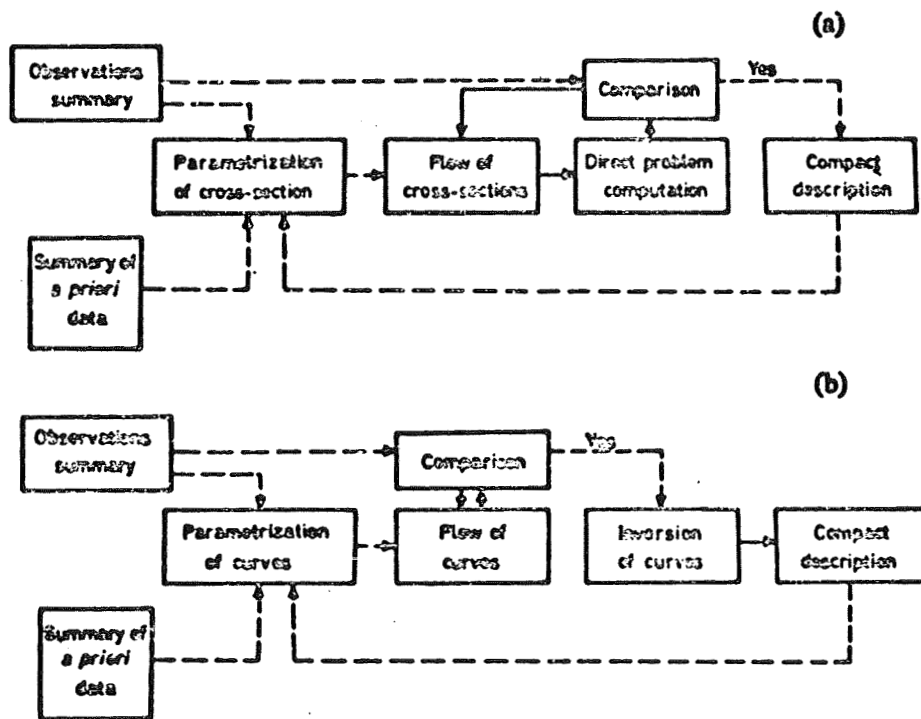 (a)
Observations
summary
Comparison
Yes
Parametrization
of cross-section
Flow of
cross-sections
Direct problem
computation
Compact
description
Summary of
a priori
data
(b)
Observations
summary
Comparison
Yes
Parametrization
of curves
Flow of
curves
Inversion
of curves
Compact
description
Summary of
a priori
data